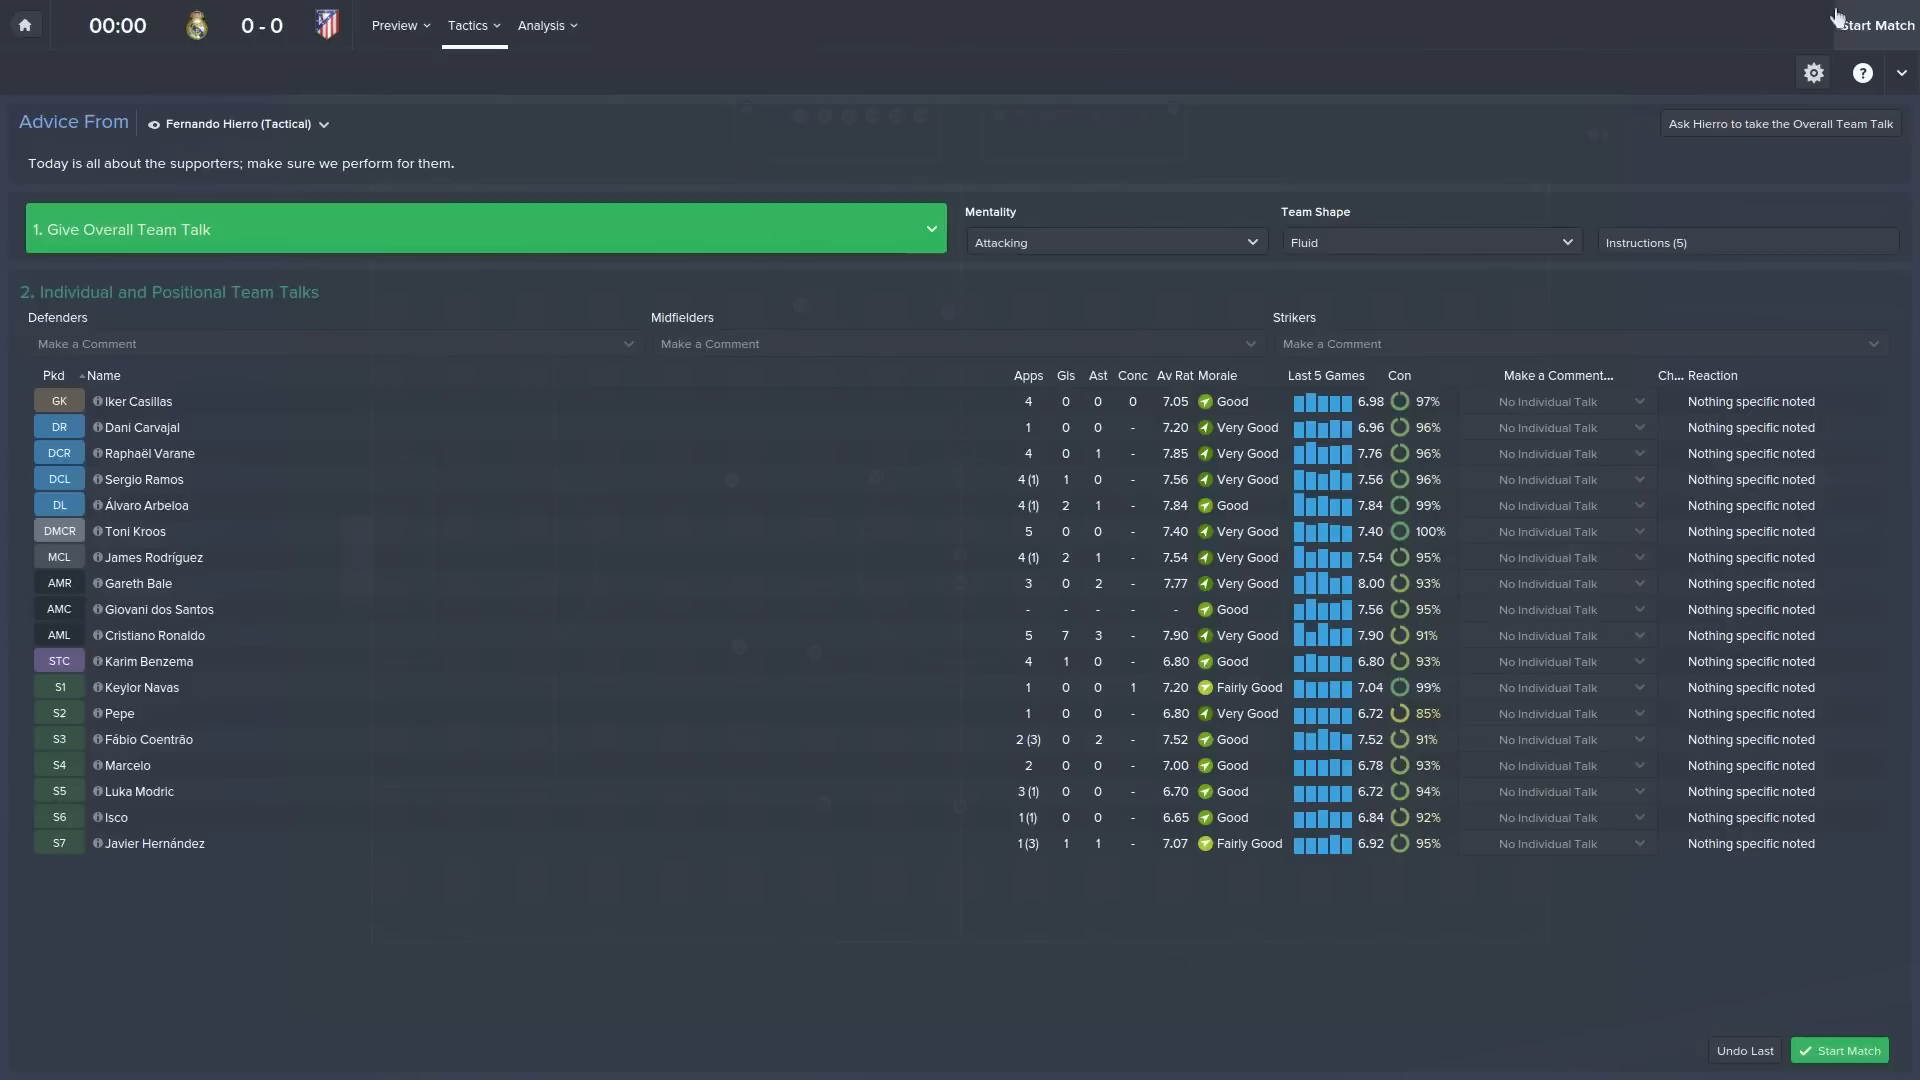 00:00 0 - 0 Preview Tactics Analysis Start Match
?
Advice From Fernando Hierro (Tactical) Ask Hierro to take the Overall Team Talk
Today is all about the supporters; make sure we perform for them.
Mentality Team Shape
1. Give Overall Team Talk Attacking Fluid Instructions (5)
2. Individual and Positional Team Talks
Defenders Midfielders Strikers
Make a Comment Make a Comment Make a Comment
Pkd Name Apps Gls Ast Conc Av Rat Morale Last 5 Games Con Make a Comment... Ch... Reaction
GK Iker Casillas 4 0 0 0 7.05 Good 6.98 97% No Individual Talk Nothing specific noted
DR Dani Carvajal 1 0 0 - 7.20 Very Good 6.96 96% No Individual Talk Nothing specific noted
DCR Raphaël Varane 4 0 1 - 7.85 Very Good 7.76 96% No Individual Talk Nothing specific noted
DCL Sergio Ramos 4 (1) 1 0 - 7.56 Very Good 7.56 96% No Individual Talk Nothing specific noted
DL Álvaro Arbeloa 4 (1) 2 1 - 7.84 Good 7.84 99% No Individual Talk Nothing specific noted
DMCR Toni Kroos 5 0 0 - 7.40 Very Good 7.40 100% No Individual Talk Nothing specific noted
MCL James Rodríguez 4 (1) 2 1 - 7.54 Very Good 7.54 95% No Individual Talk Nothing specific noted
AMR Gareth Bale 3 0 2 - 7.77 Very Good 8.00 93% No Individual Talk Nothing specific noted
AMC Giovani dos Santos - - - - - Good 7.56 95% No Individual Talk Nothing specific noted
AML Cristiano Ronaldo 5 7 3 - 7.90 Very Good 7.90 91% No Individual Talk Nothing specific noted
STC Karim Benzema 4 1 0 - 6.80 Good 6.80 93% No Individual Talk Nothing specific noted
S1 Keylor Navas 1 0 0 1 7.20 Fairly Good 7.04 99% No Individual Talk Nothing specific noted
S2 Pepe 1 0 0 - 6.80 Very Good 6.72 85% No Individual Talk Nothing specific noted
S3 Fábio Coentrão 2 (3) 0 2 - 7.52 Good 7.52 91% No Individual Talk Nothing specific noted
S4 Marcelo 2 0 0 - 7.00 Good 6.78 93% No Individual Talk Nothing specific noted
S5 Luka Modric 3 (1) 0 0 - 6.70 Good 6.72 94% No Individual Talk Nothing specific noted
S6 Isco 1 (1) 0 0 - 6.65 Good 6.84 92% No Individual Talk Nothing specific noted
S7 Javier Hernández 1 (3) 1 1 - 7.07 Fairly Good 6.92 95% No Individual Talk Nothing specific noted
Undo Last Start Match